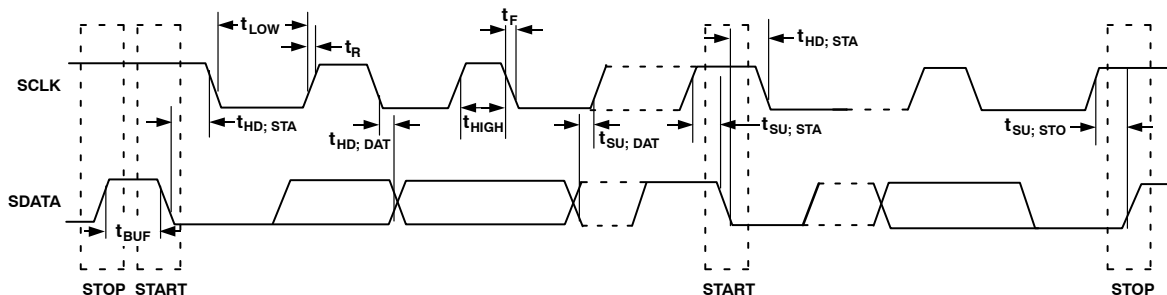 tLOW
tR
tF
tHD; STA
SCLK
tHD; STA
tHD; DAT
tHIGH
tSU; DAT
tSU; STA
tSU; STO
SDATA
tBUF
STOP START START STOP